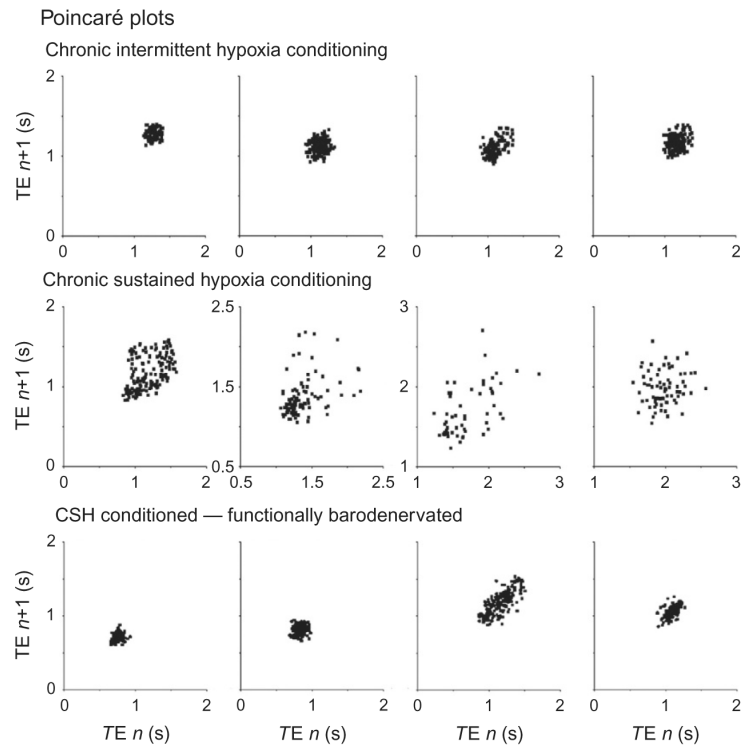 Poincaré plots
Chronic intermittent hypoxia conditioning
2
1
0
TE n+1 (s)
0 1 2
0 1 2
0 1 2
0 1 2
Chronic sustained hypoxia conditioning
2
1
0
TE n+1 (s)
0 1 2
2.5
1.5
0.5
0.5 1.5 2.5
3
2
1
1 2 3
1 2 3
CSH conditioned — functionally barodenervated
2
1
0
TE n+1 (s)
0 1 2
0 1 2
0 1 2
0 1 2
TE n (s) TE n (s) TE n (s) TE n (s)